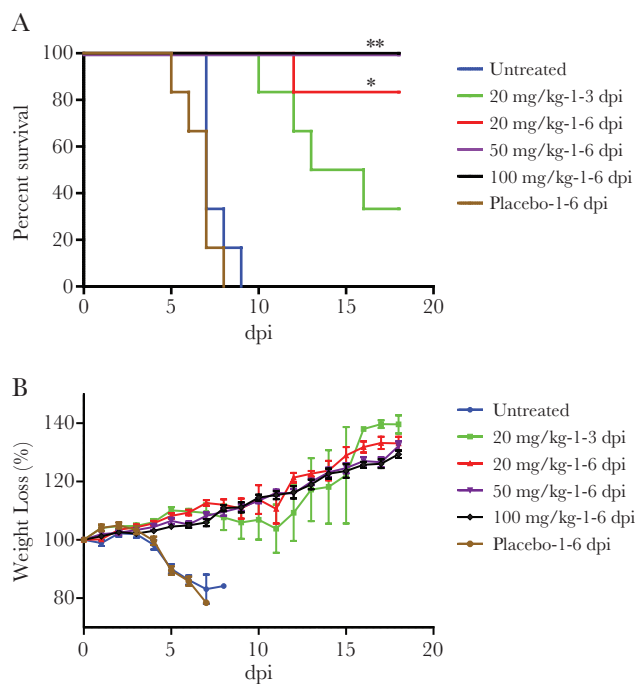 A
**
*
100
80
60
40
20
0
Percent survival
0 5 10 15 20
dpi
Untreated
20 mg/kg-1-3 dpi
20 mg/kg-1-6 dpi
50 mg/kg-1-6 dpi
100 mg/kg-1-6 dpi
Placebo-1-6 dpi
B
140
120
100
80
Weight Loss (%)
0 5 10 15 20
dpi
Untreated
20 mg/kg-1-3 dpi
20 mg/kg-1-6 dpi
50 mg/kg-1-6 dpi
100 mg/kg-1-6 dpi
Placebo-1-6 dpi